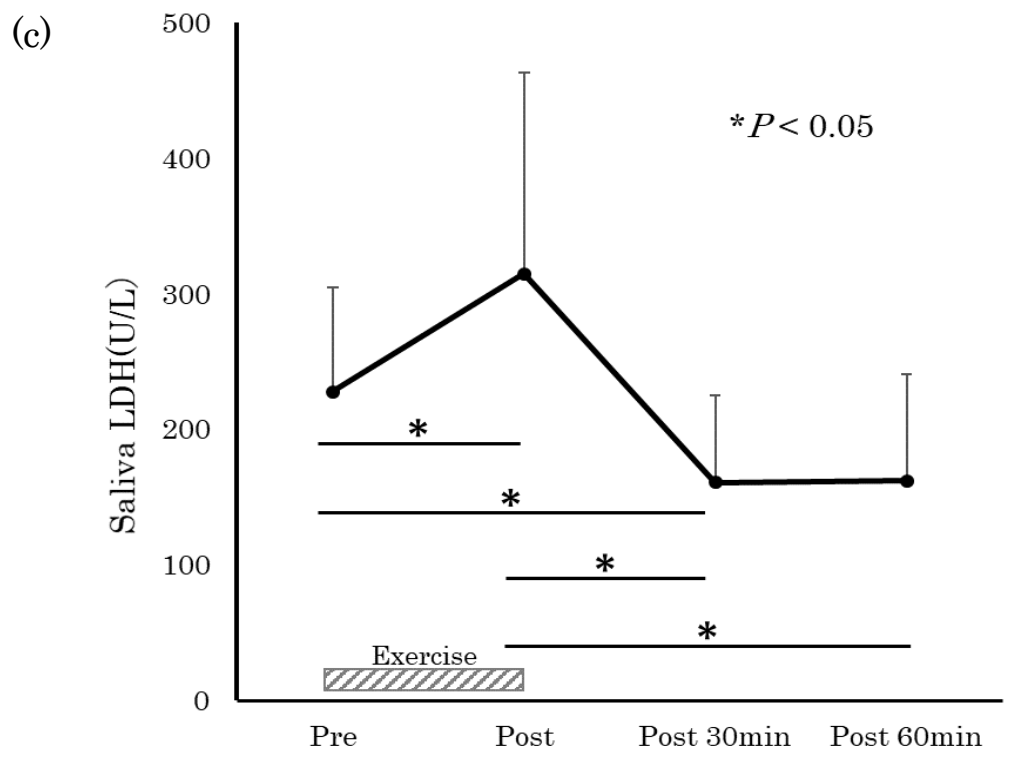 (c)
500
400
300
200
100
0
Saliva LDH(U/L)
*P < 0.05
*
*
*
*
Exercise
Pre
Post
Post 30min
Post 60min